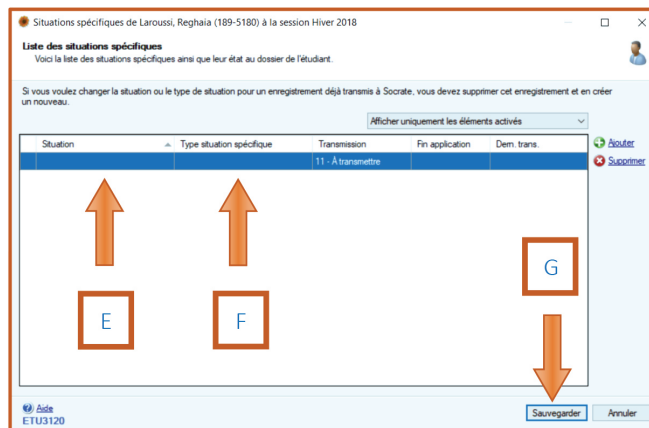 Situations spécifiques de Laroussi, Reghaia (189-5180) à la session Hiver 2018
Liste des situations spécifiques
Voici la liste des situations spécifiques ainsi que leur état au dossier de l'étudiant.
Si vous voulez changer la situation ou le type de situation pour un enregistrement déjà transmis à Socrate, vous devez supprimer cet enregistrement et en créer
un nouveau.
Afficher uniquement les éléments activés
Situation Type situation spécifique Transmission Fin application Dem. trans.
Ajouter
11 - À transmettre
Supprimer
G
E F
Aide
ETU3120
Sauvegarder Annuler